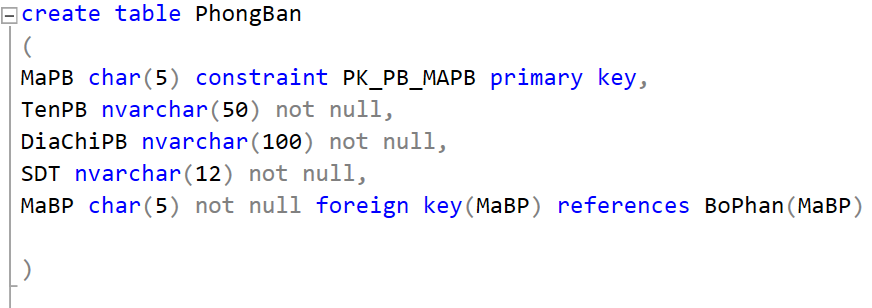 create table PhongBan
(
MaPB char(5) constraint PK_PB_MAPB primary key,
TenPB nvarchar(50) not null,
DiaChiPB nvarchar(100) not null,
SDT nvarchar(12) not null,
MaBP char(5) not null foreign key(MaBP) references BoPhan(MaBP)
)